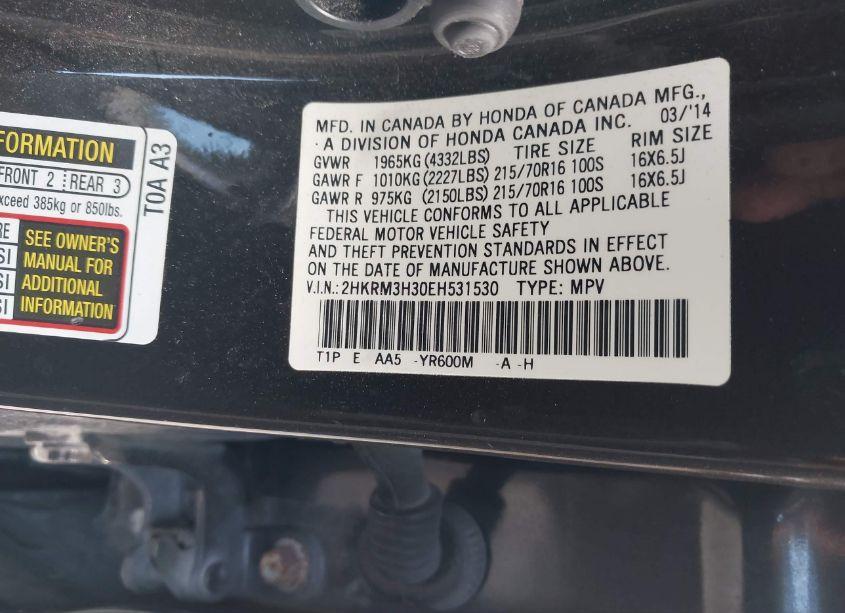 FORMATION
FRONT 2 REAR 3
xceed 385kg or 850lbs.
RE
SI
SI
SI
SEE OWNER'S
MANUAL FOR
ADDITIONAL
INFORMATION
T0A A3
MFD. IN CANADA BY HONDA OF CANADA MFG.,
A DIVISION OF HONDA CANADA INC. 03/'14
GVWR 1965KG (4332LBS) TIRE SIZE RIM SIZE
GAWR F 1010KG (2227LBS) 215/70R16 100S 16X6.5J
GAWR R 975KG (2150LBS) 215/70R16 100S 16X6.5J
THIS VEHICLE CONFORMS TO ALL APPLICABLE
FEDERAL MOTOR VEHICLE SAFETY
AND THEFT PREVENTION STANDARDS IN EFFECT
ON THE DATE OF MANUFACTURE SHOWN ABOVE.
V.I.N.: 2HKRM3H30EH531530 TYPE: MPV
T1P E AA5 -YR600M -A -H